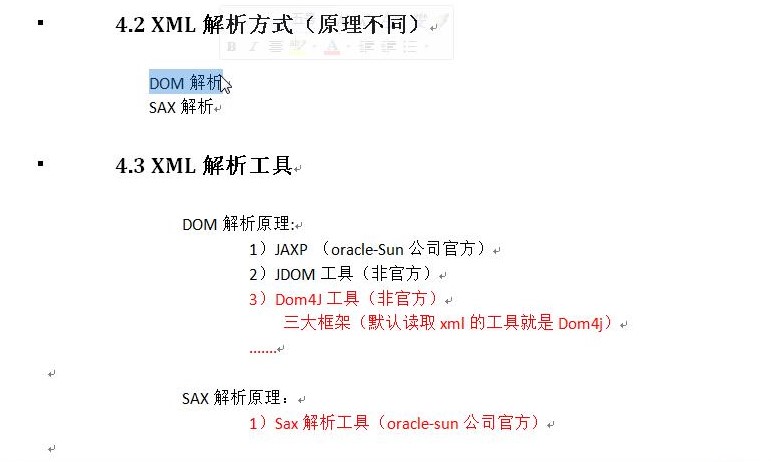 4.2 XML 解析方式（原理不同）
DOM 解析
SAX 解析
4.3 XML 解析工具
DOM 解析原理:
1）JAXP （oracle-Sun 公司官方）
2）JDOM 工具（非官方）
3）Dom4J 工具（非官方）
三大框架（默认读取 xml 的工具就是 Dom4j）
.......
SAX 解析原理：
1）Sax 解析工具（oracle-sun 公司官方）